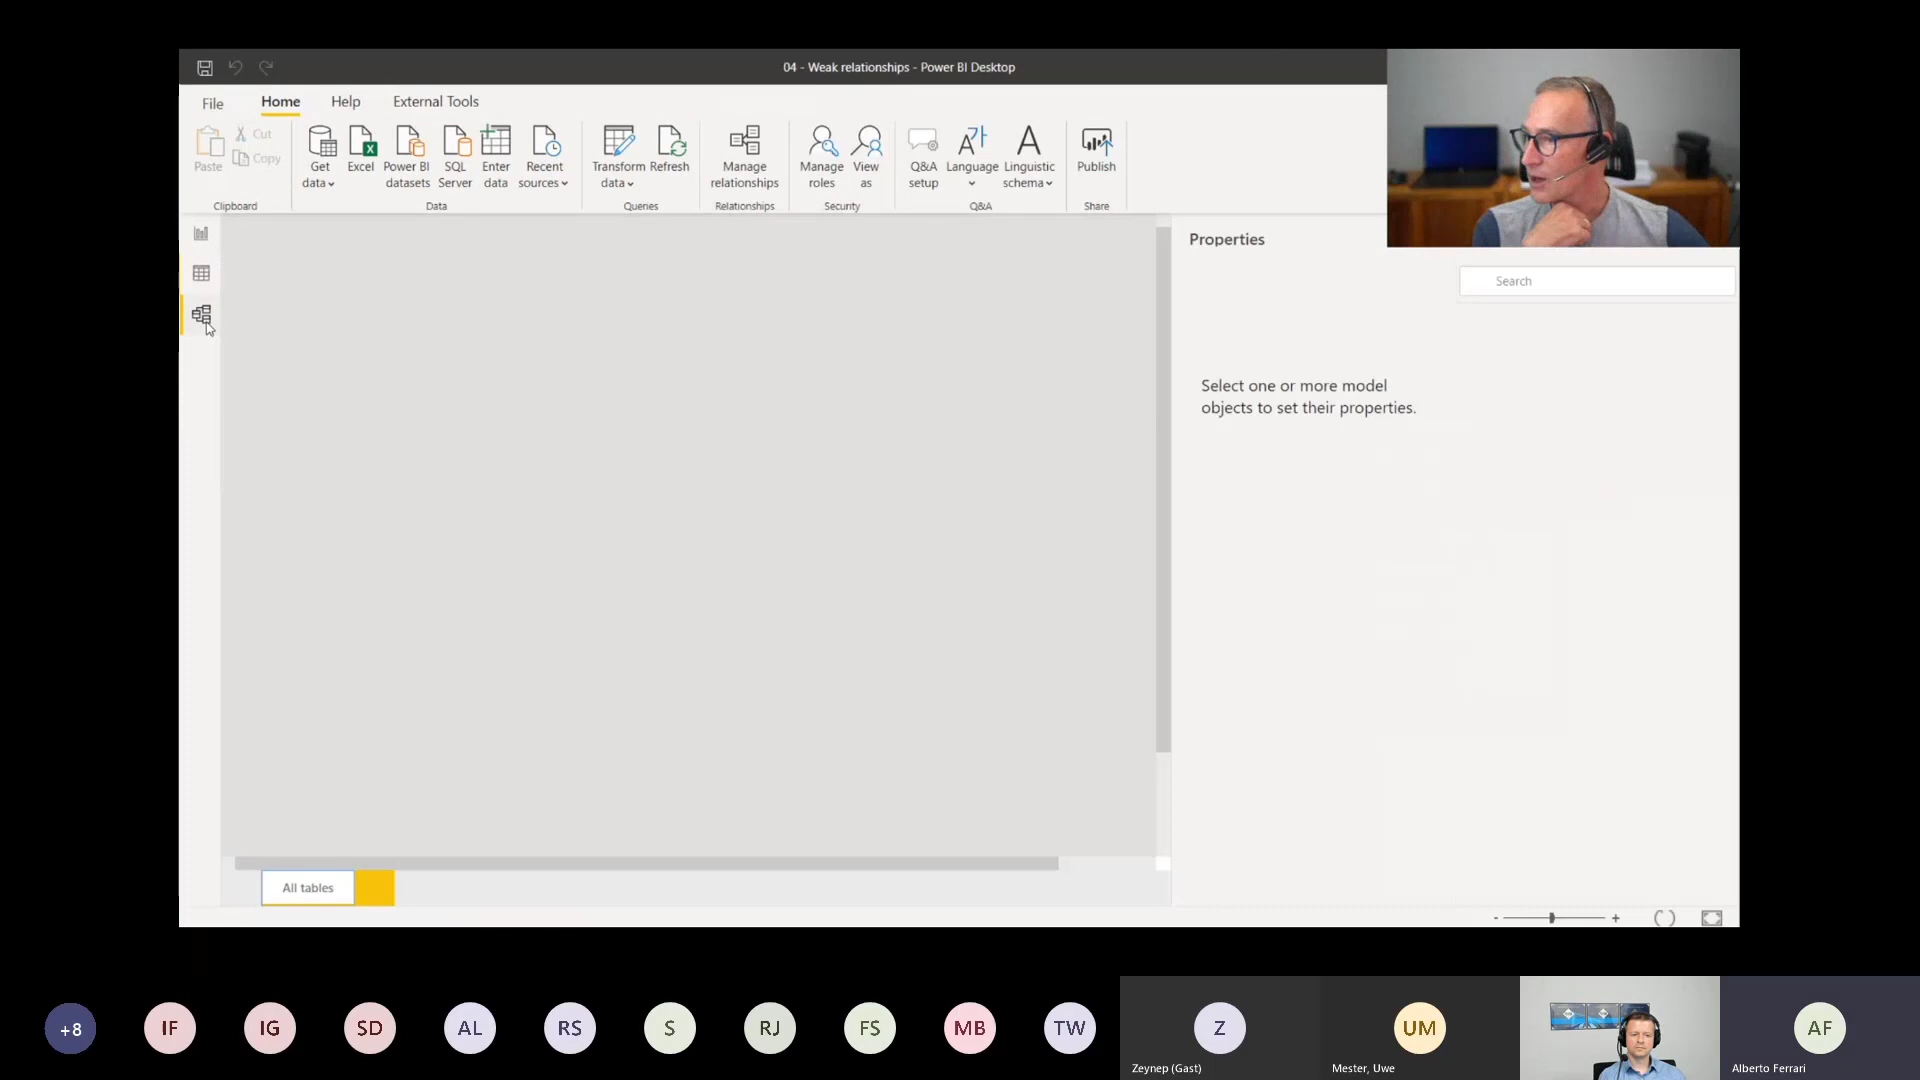 04 - Weak relationships - Power BI Desktop
File
Home
Help
External Tools
Paste
Cut
Copy
Clipboard
Get
data
Excel
Power BI
datasets
SQL
Server
Enter
data
Recent
sources
Data
Transform
data
Refresh
Queries
Manage
relationships
Relationships
Manage
roles
View
as
Security
Q&A
setup
Language
Linguistic
schema
Q&A
Publish
Share
Properties
Search
Select one or more model
objects to set their properties.
All tables
- +
+8
IF
IG
SD
AL
RS
S
RJ
FS
MB
TW
Z
Zeynep (Gast)
UM
Mester, Uwe
AF
Alberto Ferrari